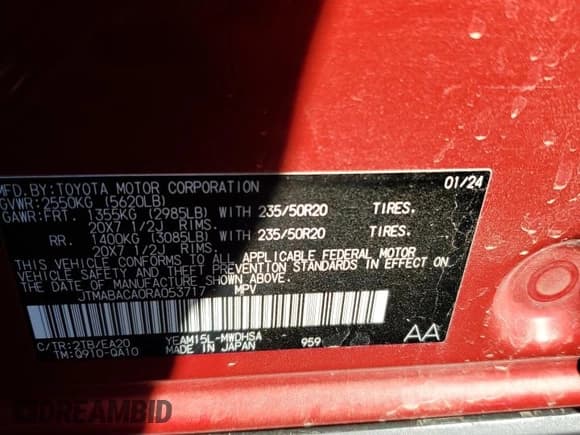 MFD. BY: TOYOTA MOTOR CORPORATION 01/24
GVWR: 2550KG (5620LB)
GAWR: FRT. 1355KG (2985LB) WITH 235/50R20 TIRES.
20X7 1/2J RIMS.
RR. 1400KG (3085LB) WITH 235/50R20 TIRES.
20X7 1/2J RIMS.
THIS VEHICLE CONFORMS TO ALL APPLICABLE FEDERAL MOTOR
VEHICLE SAFETY AND THEFT PREVENTION STANDARDS IN EFFECT ON
THE DATE OF MANUFACTURE SHOWN ABOVE.
JTMABACA0RA053717 MPV
C/TR: 2TB/EA20 YEAM15L-MWDHSA 959 AA
TM: Q910-QA10 MADE IN JAPAN
DREAMBID